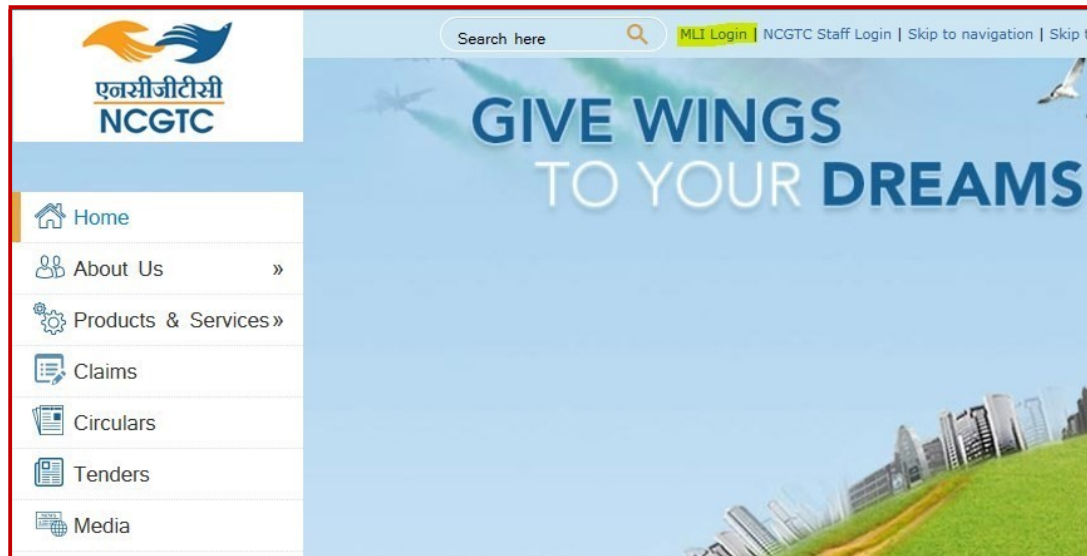 Search here
MLI Login | NCGTC Staff Login | Skip to navigation | Skip t
एनसीजीटीसी
NCGTC
GIVE WINGS
TO YOUR DREAMS
Home
About Us »
Products & Services »
Claims
Circulars
Tenders
Media